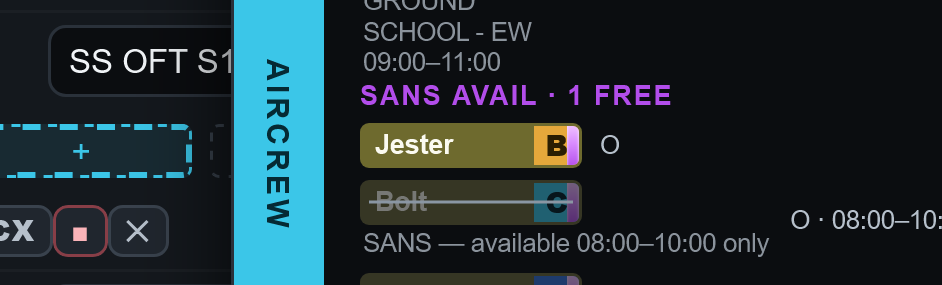 GROUND
SCHOOL - EW
09:00–11:00
SANS AVAIL · 1 FREE
Jester B O
Bolt C
O · 08:00–10:
SANS — available 08:00–10:00 only
AIRCREW
SS OFT S1
+
CX